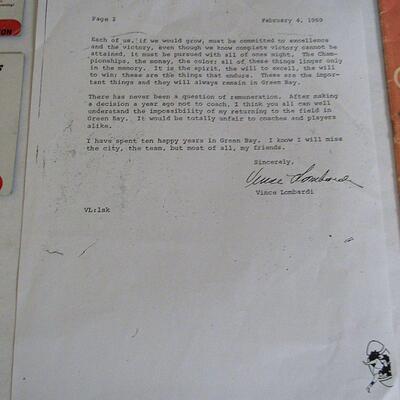 Page 2 February 4, 1969
Each of us, if we would grow, must be committed to excellence
and the victory, even though we know complete victory cannot be
attained, it must be pursued with all of ones might. The Cham-
pionships, the money, the color; all of these things linger only
in the memory. It is the spirit, the will to excell, the will
to win; these are the things that endure. These are the impor-
tant things and they will always remain in Green Bay.
There has never been a question of remuneration. After making
a decision a year ago not to coach, I think you all can well
understand the impossibility of my returning to the field in
Green Bay. It would be totally unfair to coaches and players
alike.
I have spent ten happy years in Green Bay. I know I will miss
the city, the team, but most of all, my friends.
Sincerely,
Vince Lombardi
Vince Lombardi
VL:lsk